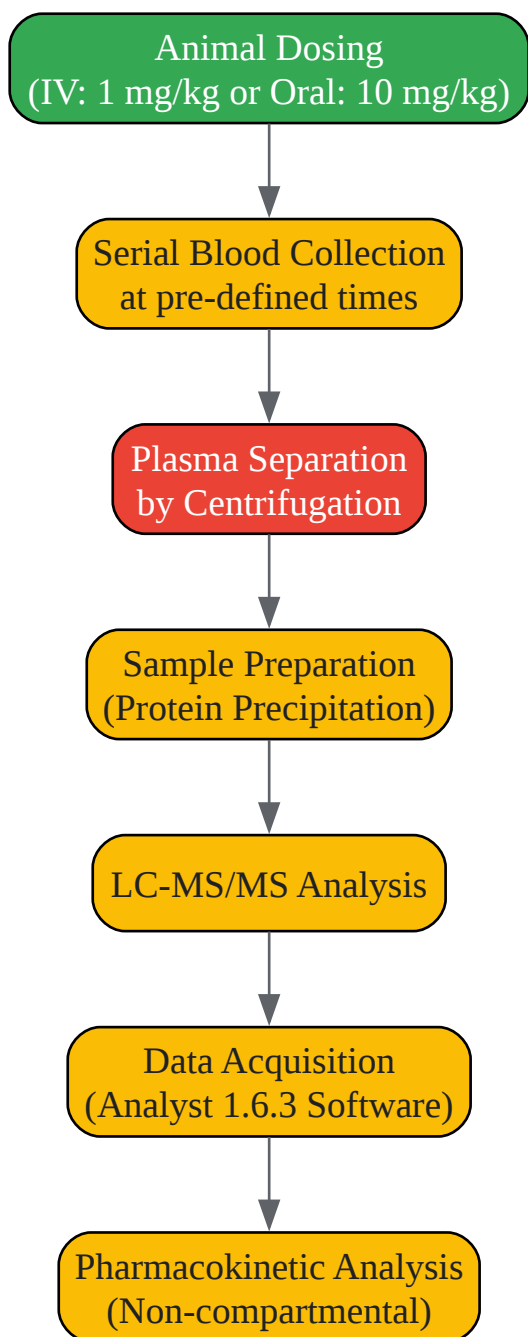 Animal Dosing
(IV: 1 mg/kg or Oral: 10 mg/kg)
Serial Blood Collection
at pre-defined times
Plasma Separation
by Centrifugation
Sample Preparation
(Protein Precipitation)
LC-MS/MS Analysis
Data Acquisition
(Analyst 1.6.3 Software)
Pharmacokinetic Analysis
(Non-compartmental)